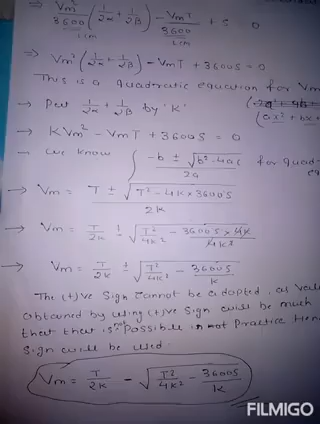 ⇒ Vm²/3600 (1/2α + 1/2β) − VmT/3600 + S = 0
⇒ Vm² (1/2α + 1/2β) − VmT + 3600S = 0
This is a quadratic equation for Vm
→ Put 1/2α + 1/2β by 'K'
(ax² + bx +
→ KVm² − VmT + 3600S = 0
→ we know { −b ± √b² − 4ac / 2a for quad
→ Vm = T ± √T² − 4K × 3600S / 2K
→ Vm = T/2K ± √T²/4K² − 3600S × 4K/4K²
→ Vm = T/2K ± √T²/4K² − 3600S/K
The (+)ve Sign cannot be adopted, as
obtained by using (+)ve Sign will be much
that that is not possible in practice Hen
Sign will be used:
Vm = T/2K − √T²/4K² − 3600S/K
FILMIGO